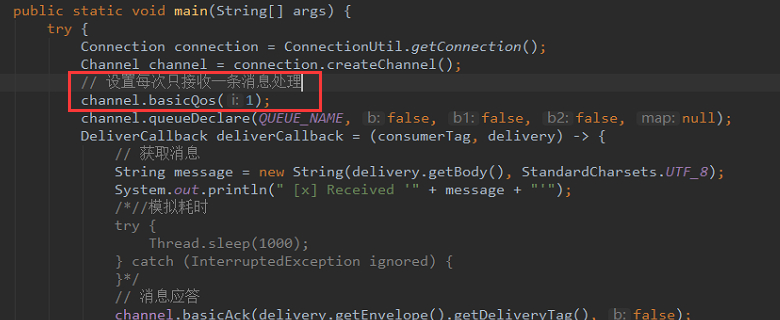 public static void main(String[] args) {
try {
Connection connection = ConnectionUtil.getConnection();
Channel channel = connection.createChannel();
// 设置每次只接收一条消息处理
channel.basicQos( i: 1);
channel.queueDeclare(QUEUE_NAME, b: false, b1: false, b2: false, map: null);
DeliverCallback deliverCallback = (consumerTag, delivery) -> {
// 获取消息
String message = new String(delivery.getBody(), StandardCharsets.UTF_8);
System.out.println(" [x] Received '" + message + "'");
/*//模拟耗时
try {
Thread.sleep(1000);
} catch (InterruptedException ignored) {
}*/
// 消息应答
channel.basicAck(delivery.getEnvelope().getDeliveryTag(), b: false);